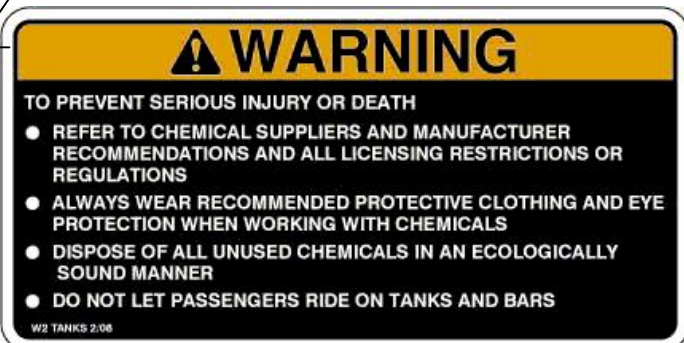 WARNING
TO PREVENT SERIOUS INJURY OR DEATH
● REFER TO CHEMICAL SUPPLIERS AND MANUFACTURER
RECOMMENDATIONS AND ALL LICENSING RESTRICTIONS OR
REGULATIONS
● ALWAYS WEAR RECOMMENDED PROTECTIVE CLOTHING AND EYE
PROTECTION WHEN WORKING WITH CHEMICALS
● DISPOSE OF ALL UNUSED CHEMICALS IN AN ECOLOGICALLY
SOUND MANNER
● DO NOT LET PASSENGERS RIDE ON TANKS AND BARS
W2 TANKS 2/08